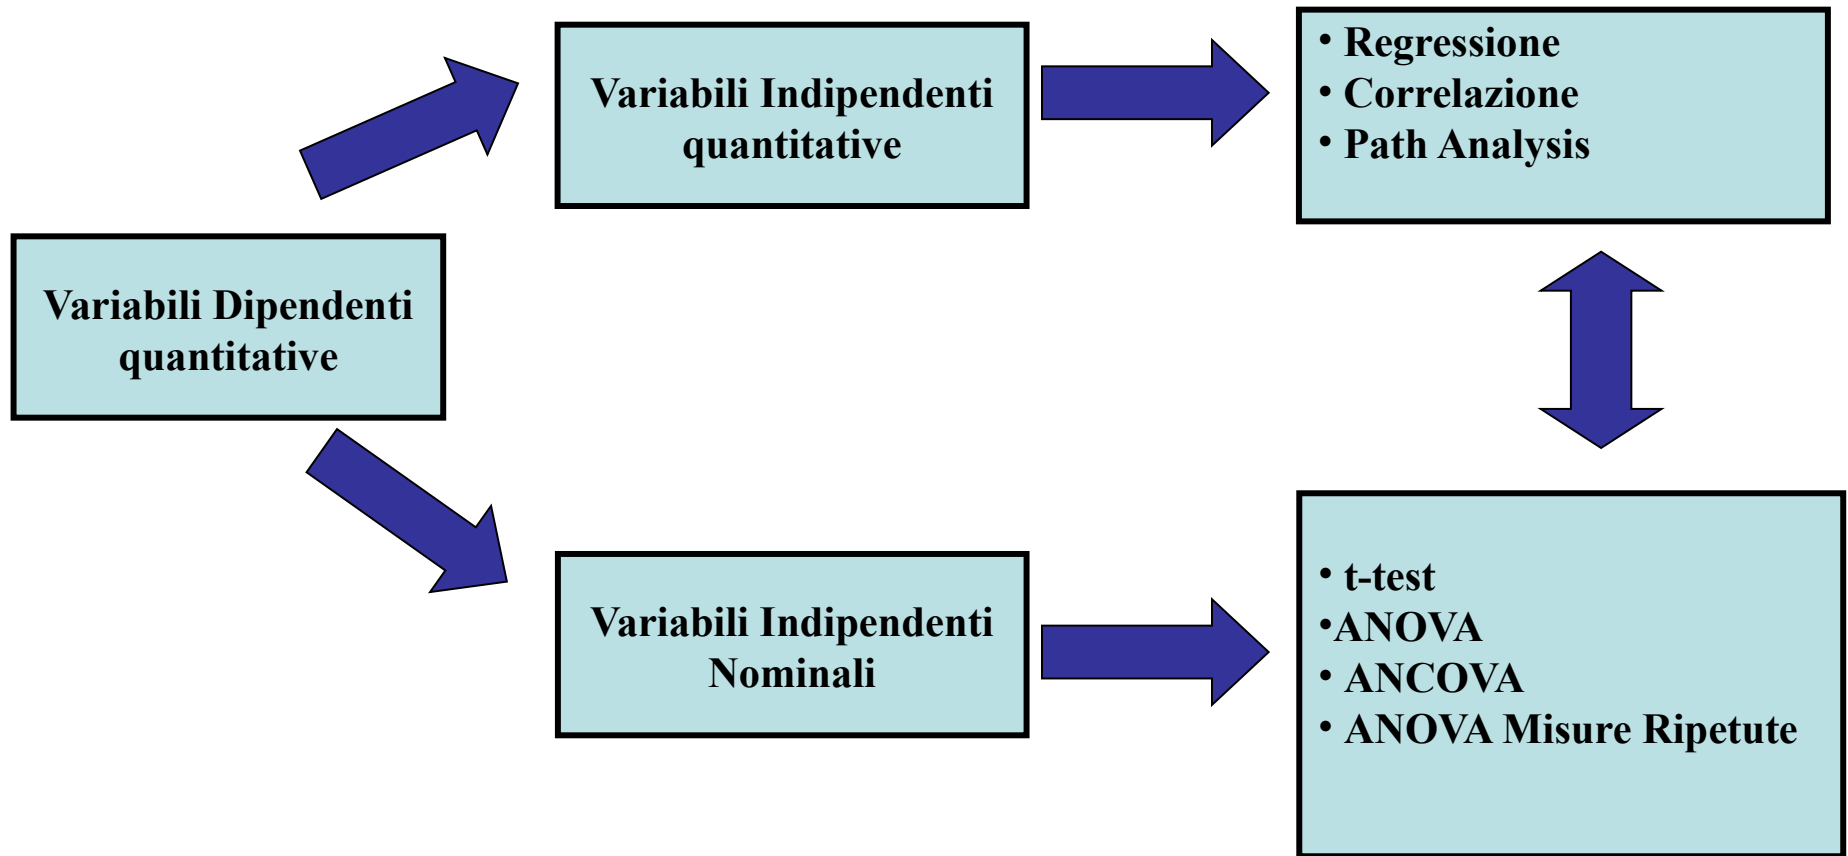 Variabili Indipendenti
quantitative
• Regressione
• Correlazione
• Path Analysis
Variabili Dipendenti
quantitative
Variabili Indipendenti
Nominali
• t-test
•ANOVA
• ANCOVA
• ANOVA Misure Ripetute